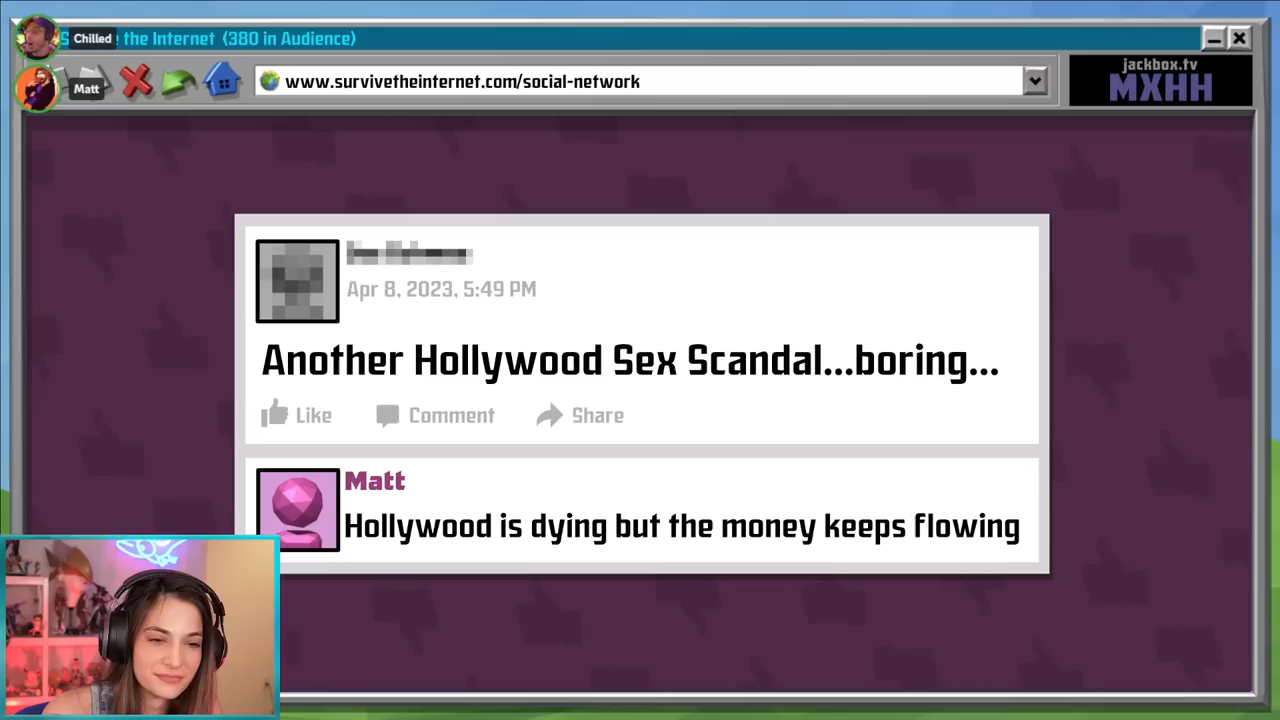 Chilled
the Internet (380 in Audience)
Matt
www.survivetheinternet.com/social-network
jackbox.tv
MXHH
Apr 8, 2023, 5:49 PM
Another Hollywood Sex Scandal...boring...
Like Comment Share
Matt
Hollywood is dying but the money keeps flowing